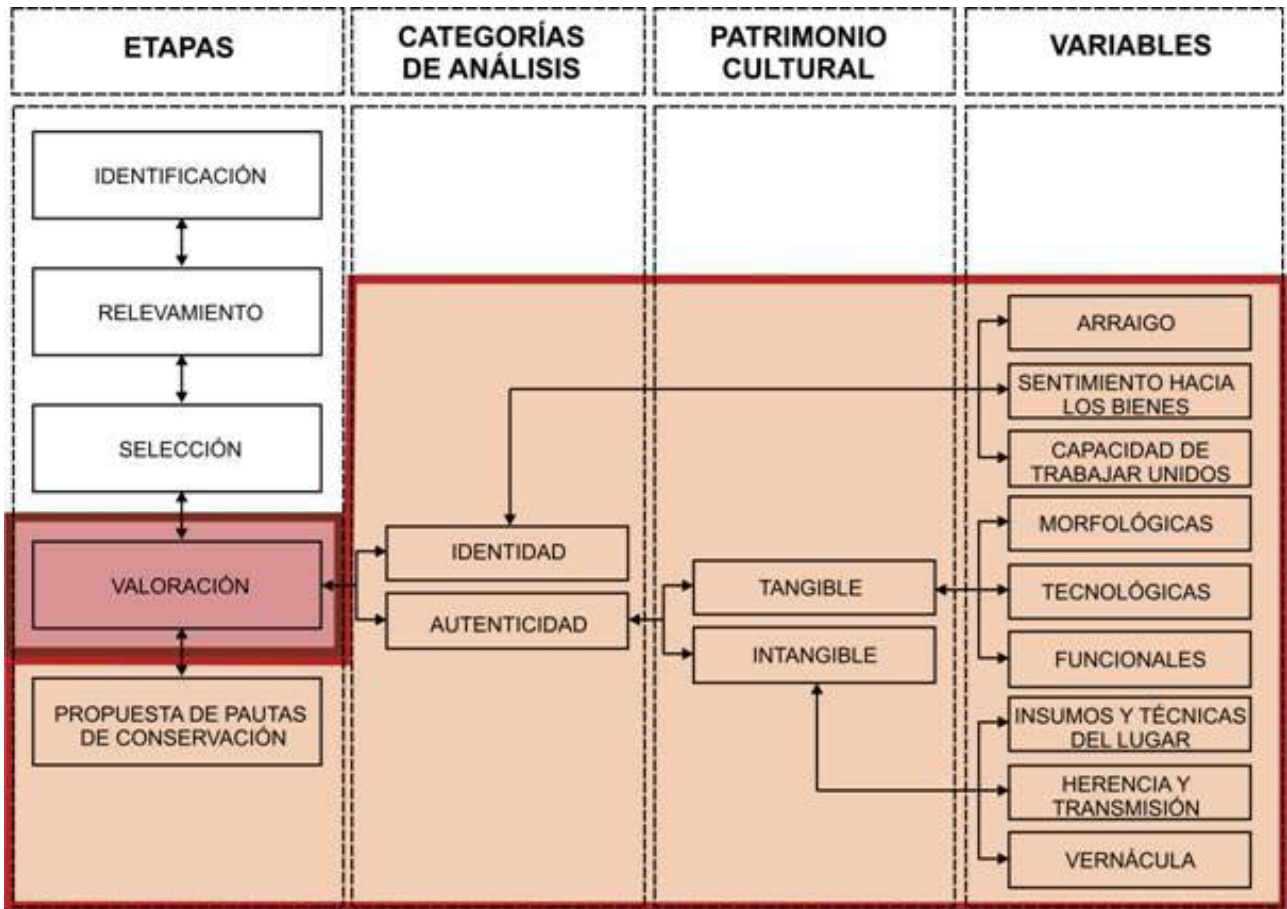 ETAPAS
CATEGORÍAS
DE ANÁLISIS
PATRIMONIO
CULTURAL
VARIABLES
IDENTIFICACIÓN
RELEVAMIENTO
SELECCIÓN
VALORACIÓN
PROPUESTA DE PAUTAS
DE CONSERVACIÓN
IDENTIDAD
AUTENTICIDAD
TANGIBLE
INTANGIBLE
ARRAIGO
SENTIMIENTO HACIA
LOS BIENES
CAPACIDAD DE
TRABAJAR UNIDOS
MORFOLÓGICAS
TECNOLÓGICAS
FUNCIONALES
INSUMOS Y TÉCNICAS
DEL LUGAR
HERENCIA Y
TRANSMISIÓN
VERNÁCULA